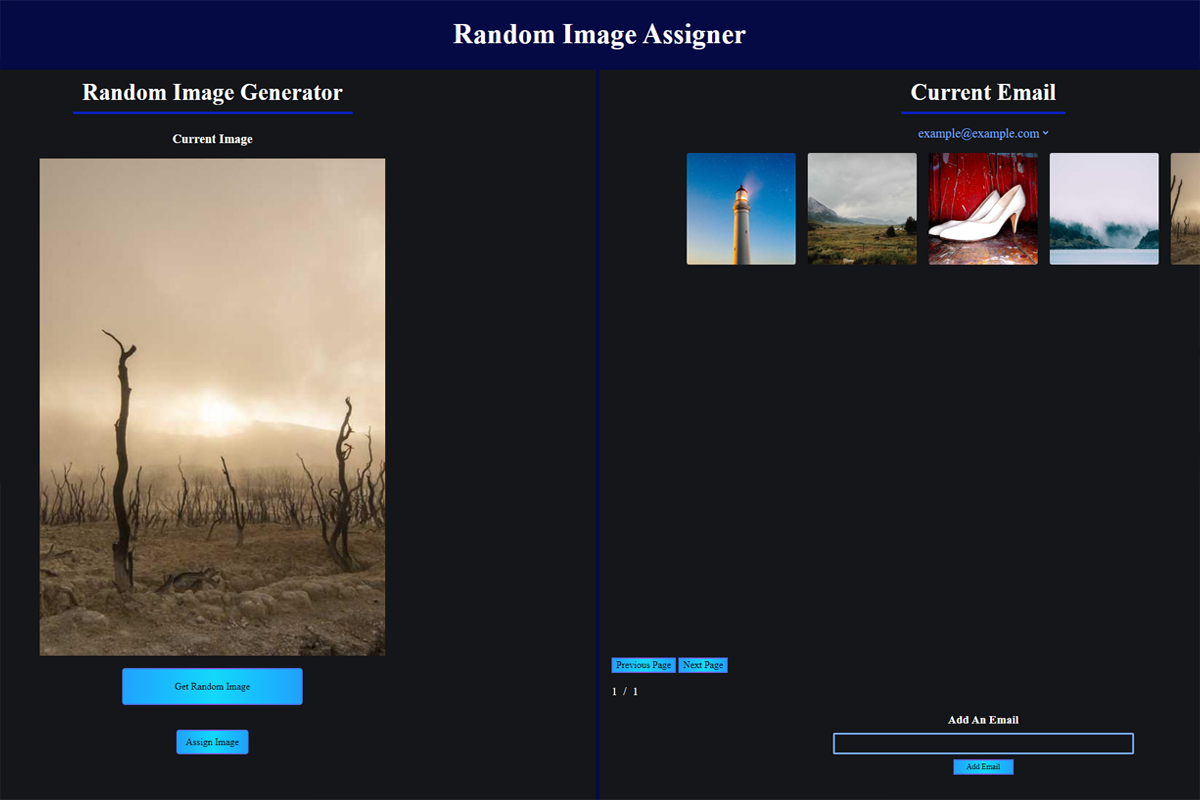 Random Image Assigner
Random Image Generator
Current Image
Get Random Image
Assign Image
Current Email
example@example.com
Previous Page Next Page
1 / 1
Add An Email
Add Email